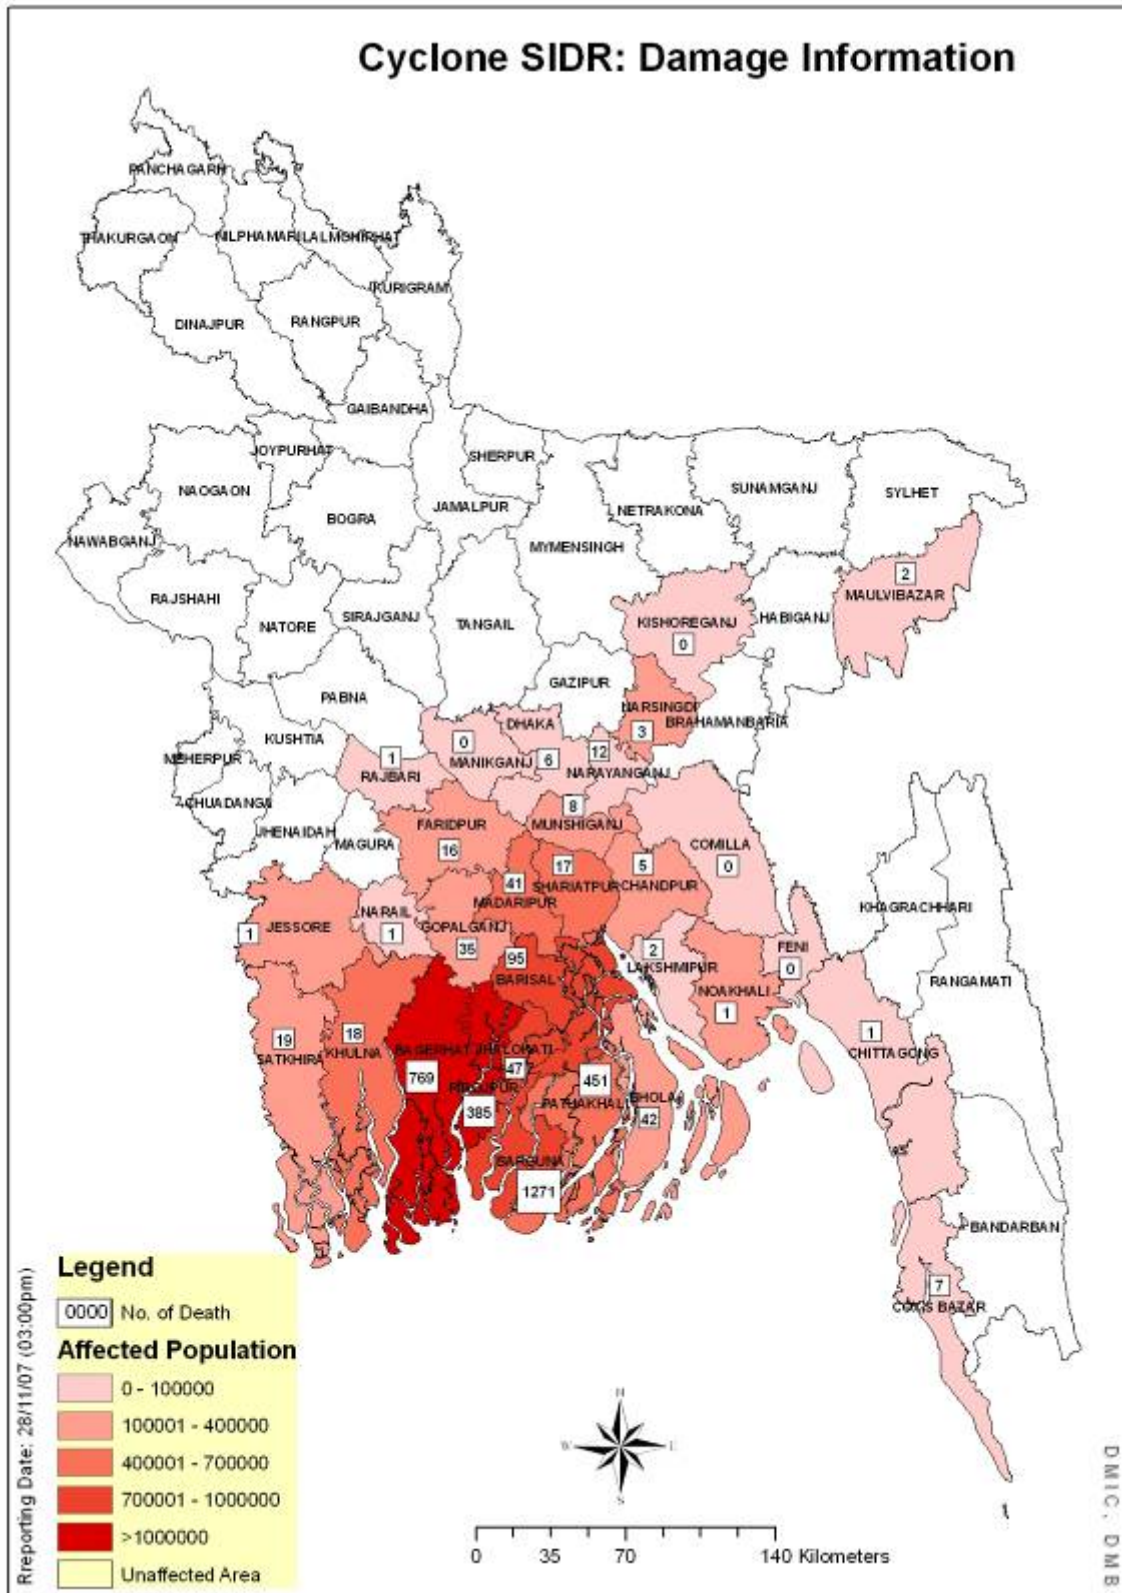 Cyclone SIDR: Damage Information
PANCHAGARH
THAKURGAON
NILPHAMARI
LALMONIRHAT
KURIGRAM
DINAJPUR
RANGPUR
GAIBANDHA
JOYPURHAT
SHERPUR
NAOGAON
BOGRA
JAMALPUR
NETRAKONA
SUNAMGANJ
SYLHET
NAWABGANJ
MYMENSINGH
RAJSHAHI
NATORE
SIRAJGANJ
TANGAIL
2
MAULVIBAZAR
KISHOREGANJ
0
HABIGANJ
PABNA
GAZIPUR
NARSINGDI
3
BRAHAMANBARIA
KUSHTIA
MEHERPUR
CHUADANGA
JHENAIDAH
MAGURA
1
RAJBARI
0
MANIKGANJ
DHAKA
6
12
NARAYANGANJ
8
MUNSHIGANJ
FARIDPUR
16
COMILLA
0
17
SHARIATPUR
5
CHANDPUR
41
MADARIPUR
KHAGRACHHARI
1
JESSORE
NARAIL
1
GOPALGANJ
35
95
BARISAL
2
LAKSHMIPUR
NOAKHALI
1
FENI
0
RANGAMATI
1
CHITTAGONG
19
SATKHIRA
18
KHULNA
BAGERHAT
769
JHALOKATI
47
PIROJPUR
385
451
PATUAKHALI
BHOLA
42
BARGUNA
1271
BANDARBAN
7
COX'S BAZAR
Legend
0000 No. of Death
Affected Population
0 - 100000
100001 - 400000
400001 - 700000
700001 - 1000000
>1000000
Unaffected Area
Rreporting Date: 28/11/07 (03:00pm)
N
W E
S
0 35 70 140 Kilometers
DMIC, DMB